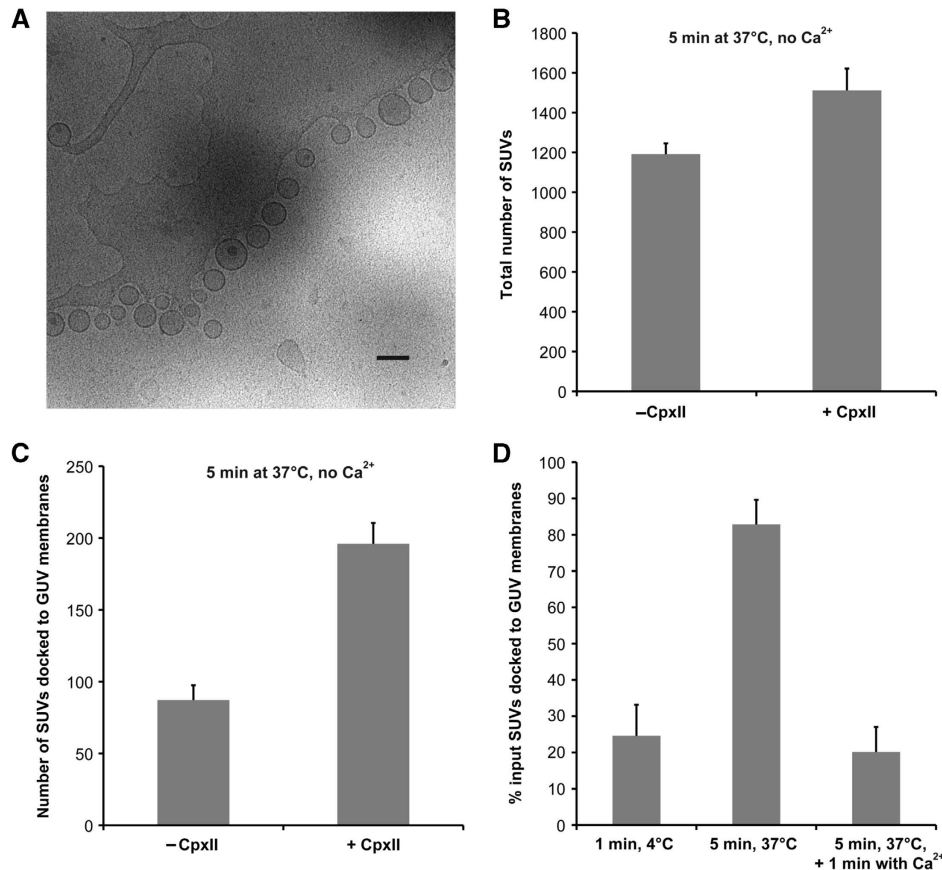 A
B
5 min at 37°C, no Ca²⁺
Total number of SUVs
1800
1600
1400
1200
1000
800
600
400
200
0
–CpxII
+ CpxII
C
5 min at 37°C, no Ca²⁺
Number of SUVs docked to GUV membranes
250
200
150
100
50
0
–CpxII
+ CpxII
D
% input SUVs docked to GUV membranes
100
90
80
70
60
50
40
30
20
10
0
1 min, 4°C
5 min, 37°C
5 min, 37°C,
+ 1 min with Ca²⁺